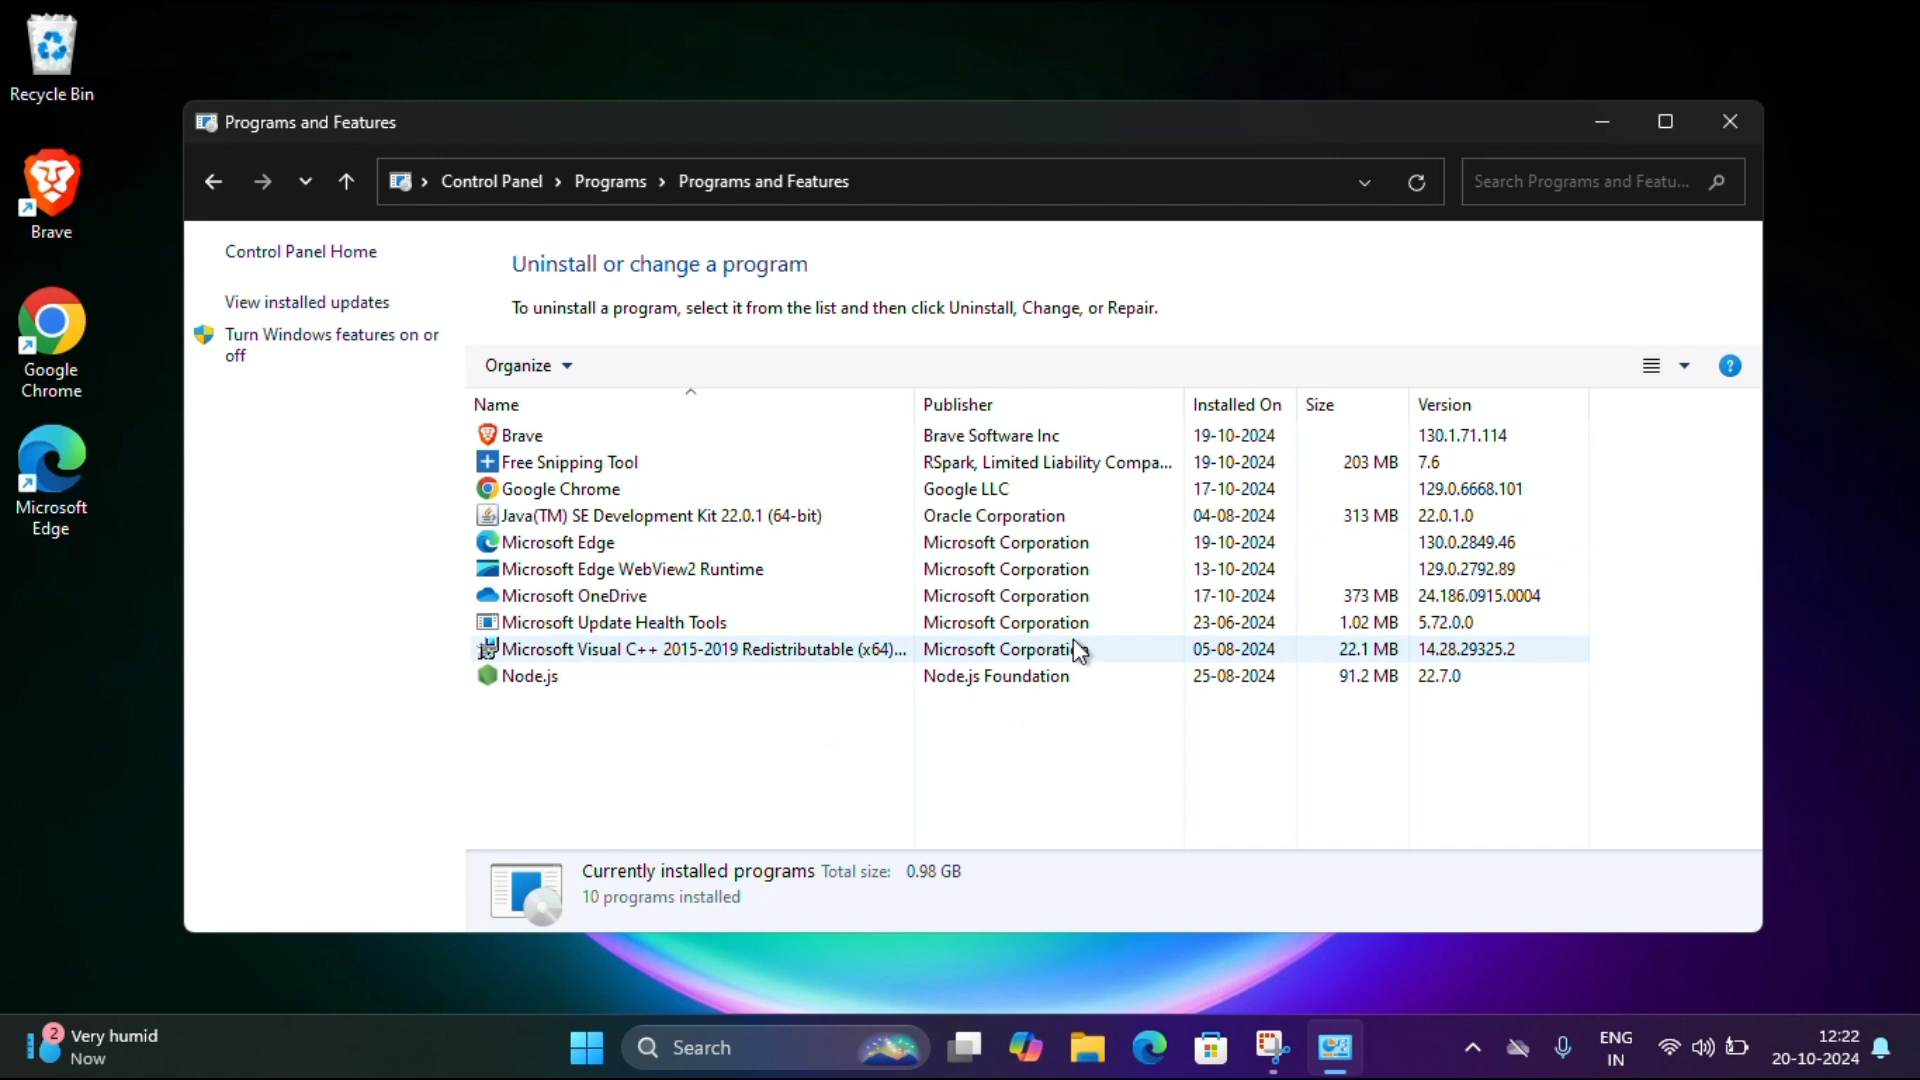 Recycle Bin
Brave
Google
Chrome
Microsoft
Edge
Programs and Features
Control Panel > Programs > Programs and Features
Search Programs and Featu...
Control Panel Home
View installed updates
Turn Windows features on or
off
Uninstall or change a program
To uninstall a program, select it from the list and then click Uninstall, Change, or Repair.
Organize
?
Name Publisher Installed On Size Version
Brave Brave Software Inc 19-10-2024 130.1.71.114
Free Snipping Tool RSpark, Limited Liability Compa... 19-10-2024 203 MB 7.6
Google Chrome Google LLC 17-10-2024 129.0.6668.101
Java(TM) SE Development Kit 22.0.1 (64-bit) Oracle Corporation 04-08-2024 313 MB 22.0.1.0
Microsoft Edge Microsoft Corporation 19-10-2024 130.0.2849.46
Microsoft Edge WebView2 Runtime Microsoft Corporation 13-10-2024 129.0.2792.89
Microsoft OneDrive Microsoft Corporation 17-10-2024 373 MB 24.186.0915.0004
Microsoft Update Health Tools Microsoft Corporation 23-06-2024 1.02 MB 5.72.0.0
Microsoft Visual C++ 2015-2019 Redistributable (x64)... Microsoft Corporation 05-08-2024 22.1 MB 14.28.29325.2
Node.js Node.js Foundation 25-08-2024 91.2 MB 22.7.0
Currently installed programs Total size: 0.98 GB
10 programs installed
2
Very humid
Now
Search
ENG
IN
12:22
20-10-2024